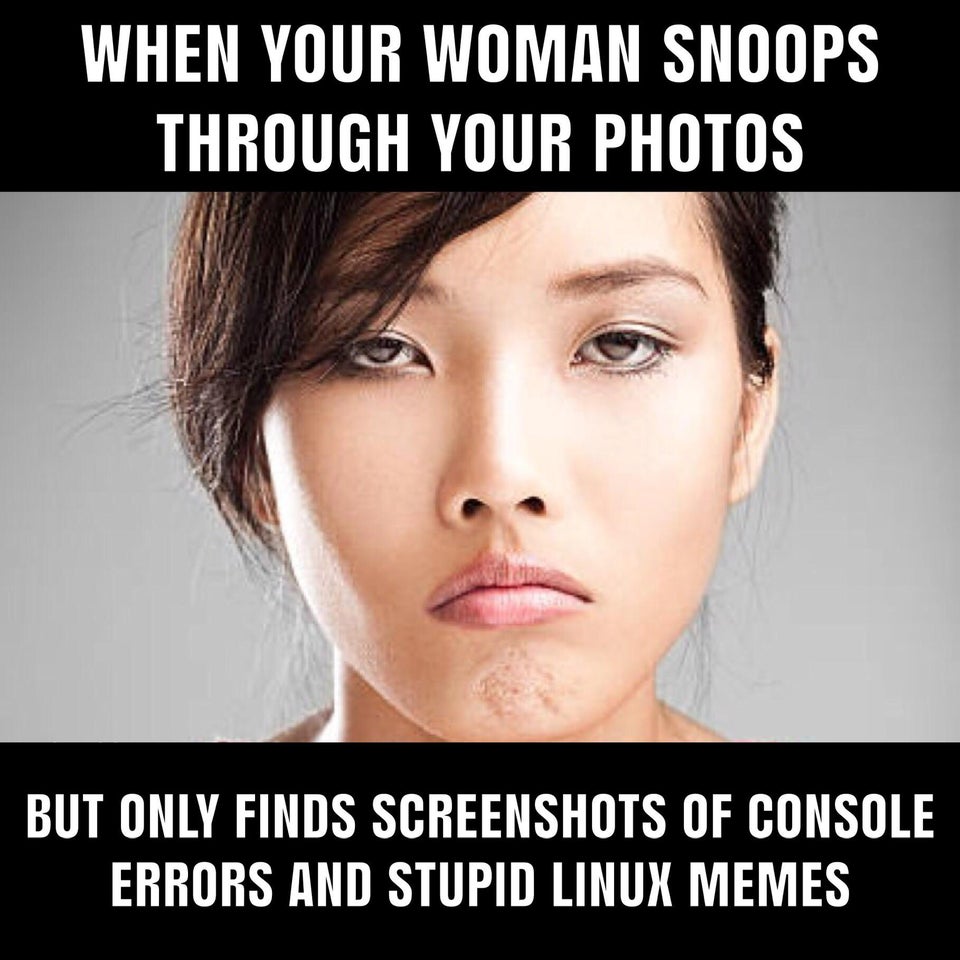 WHEN YOUR WOMAN SNOOPS
THROUGH YOUR PHOTOS
BUT ONLY FINDS SCREENSHOTS OF CONSOLE
ERRORS AND STUPID LINUX MEMES